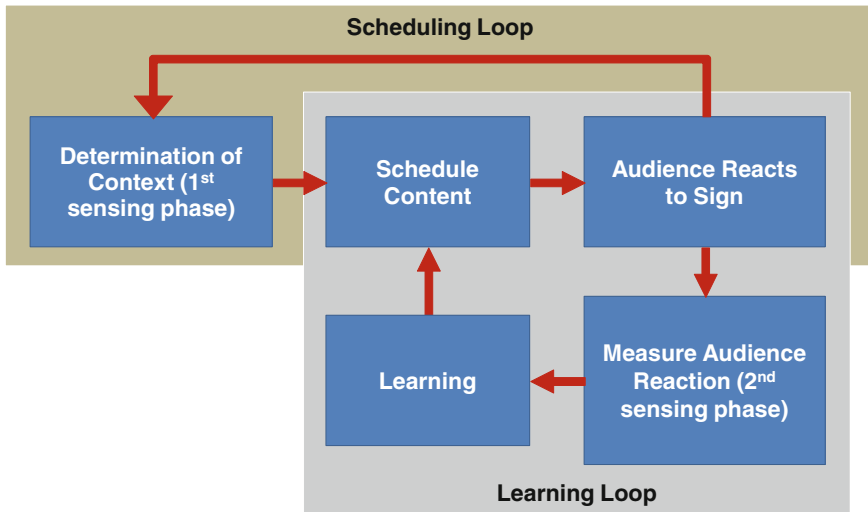 Scheduling Loop
Determination of
Context (1st
sensing phase)
Schedule
Content
Audience Reacts
to Sign
Learning
Measure Audience
Reaction (2nd
sensing phase)
Learning Loop